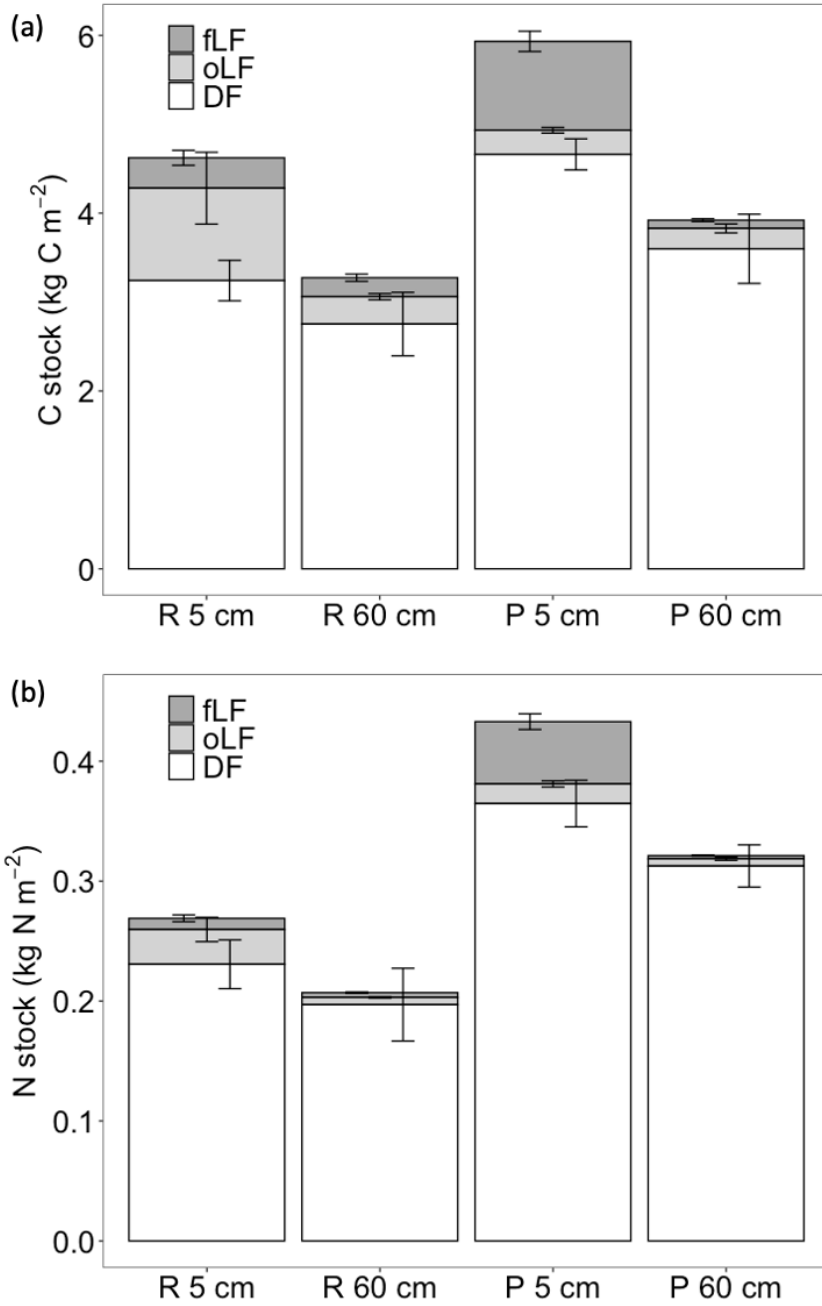 (a)
fLF
oLF
DF
C stock (kg C m⁻²)
6
4
2
0
R 5 cm R 60 cm P 5 cm P 60 cm
(b)
fLF
oLF
DF
N stock (kg N m⁻²)
0.4
0.3
0.2
0.1
0.0
R 5 cm R 60 cm P 5 cm P 60 cm